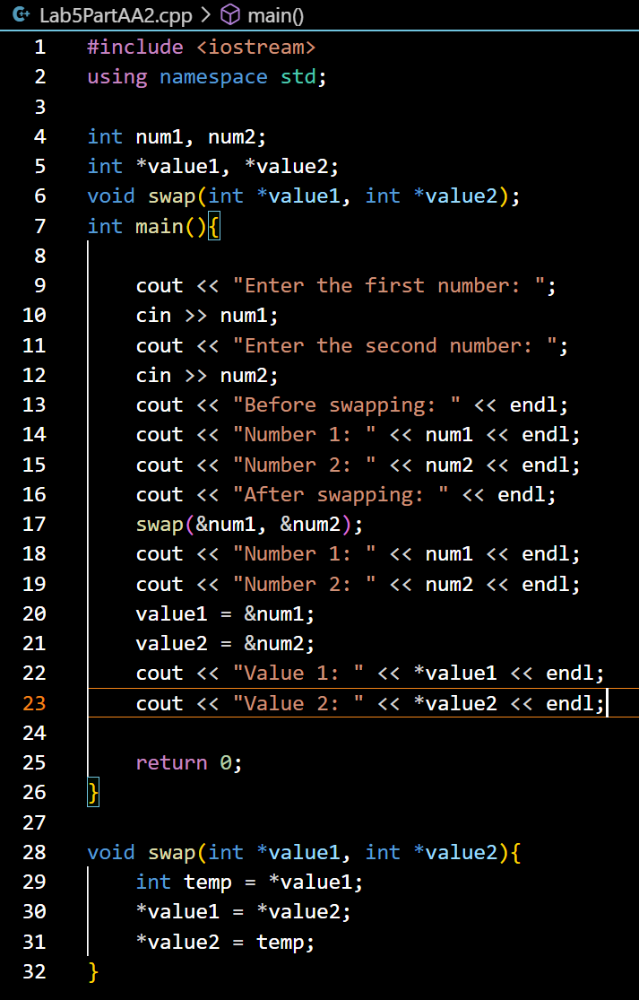 Lab5PartAA2.cpp > main()
1 #include <iostream>
2 using namespace std;
3
4 int num1, num2;
5 int *value1, *value2;
6 void swap(int *value1, int *value2);
7 int main(){
8
9 cout << "Enter the first number: ";
10 cin >> num1;
11 cout << "Enter the second number: ";
12 cin >> num2;
13 cout << "Before swapping: " << endl;
14 cout << "Number 1: " << num1 << endl;
15 cout << "Number 2: " << num2 << endl;
16 cout << "After swapping: " << endl;
17 swap(&num1, &num2);
18 cout << "Number 1: " << num1 << endl;
19 cout << "Number 2: " << num2 << endl;
20 value1 = &num1;
21 value2 = &num2;
22 cout << "Value 1: " << *value1 << endl;
23 cout << "Value 2: " << *value2 << endl;
24
25 return 0;
26 }
27
28 void swap(int *value1, int *value2){
29 int temp = *value1;
30 *value1 = *value2;
31 *value2 = temp;
32 }